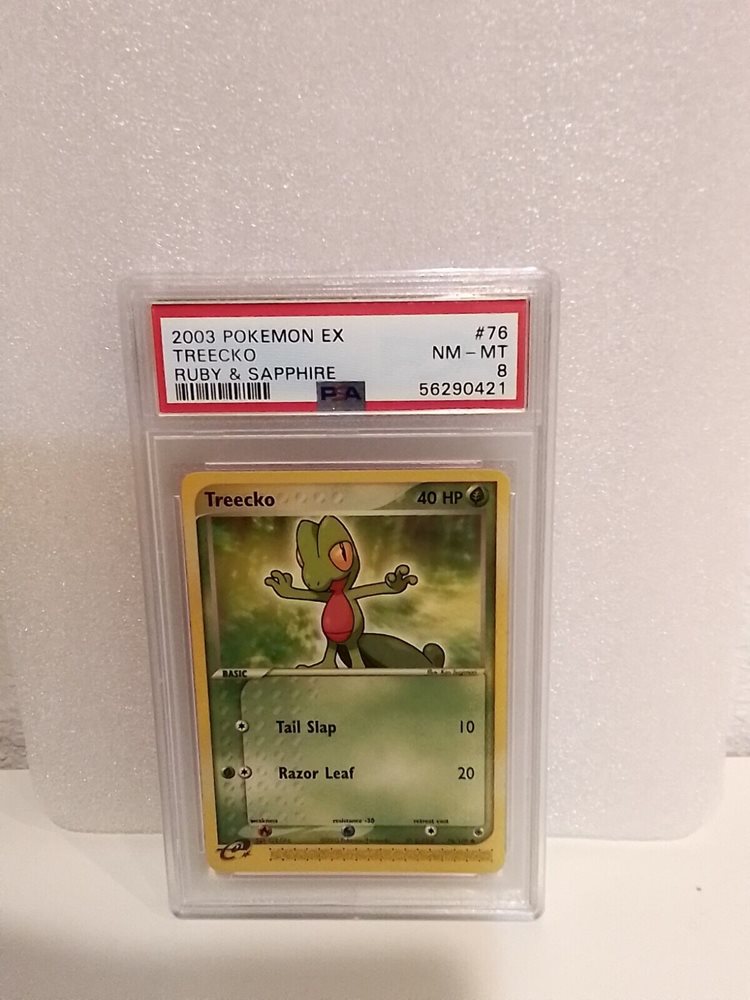 2003 POKEMON EX #76
TREECKO NM - MT
RUBY & SAPPHIRE 8
PSA 56290421
Treecko 40 HP
BASIC
Tail Slap 10
Razor Leaf 20
weakness resistance -30 retreat cost
e